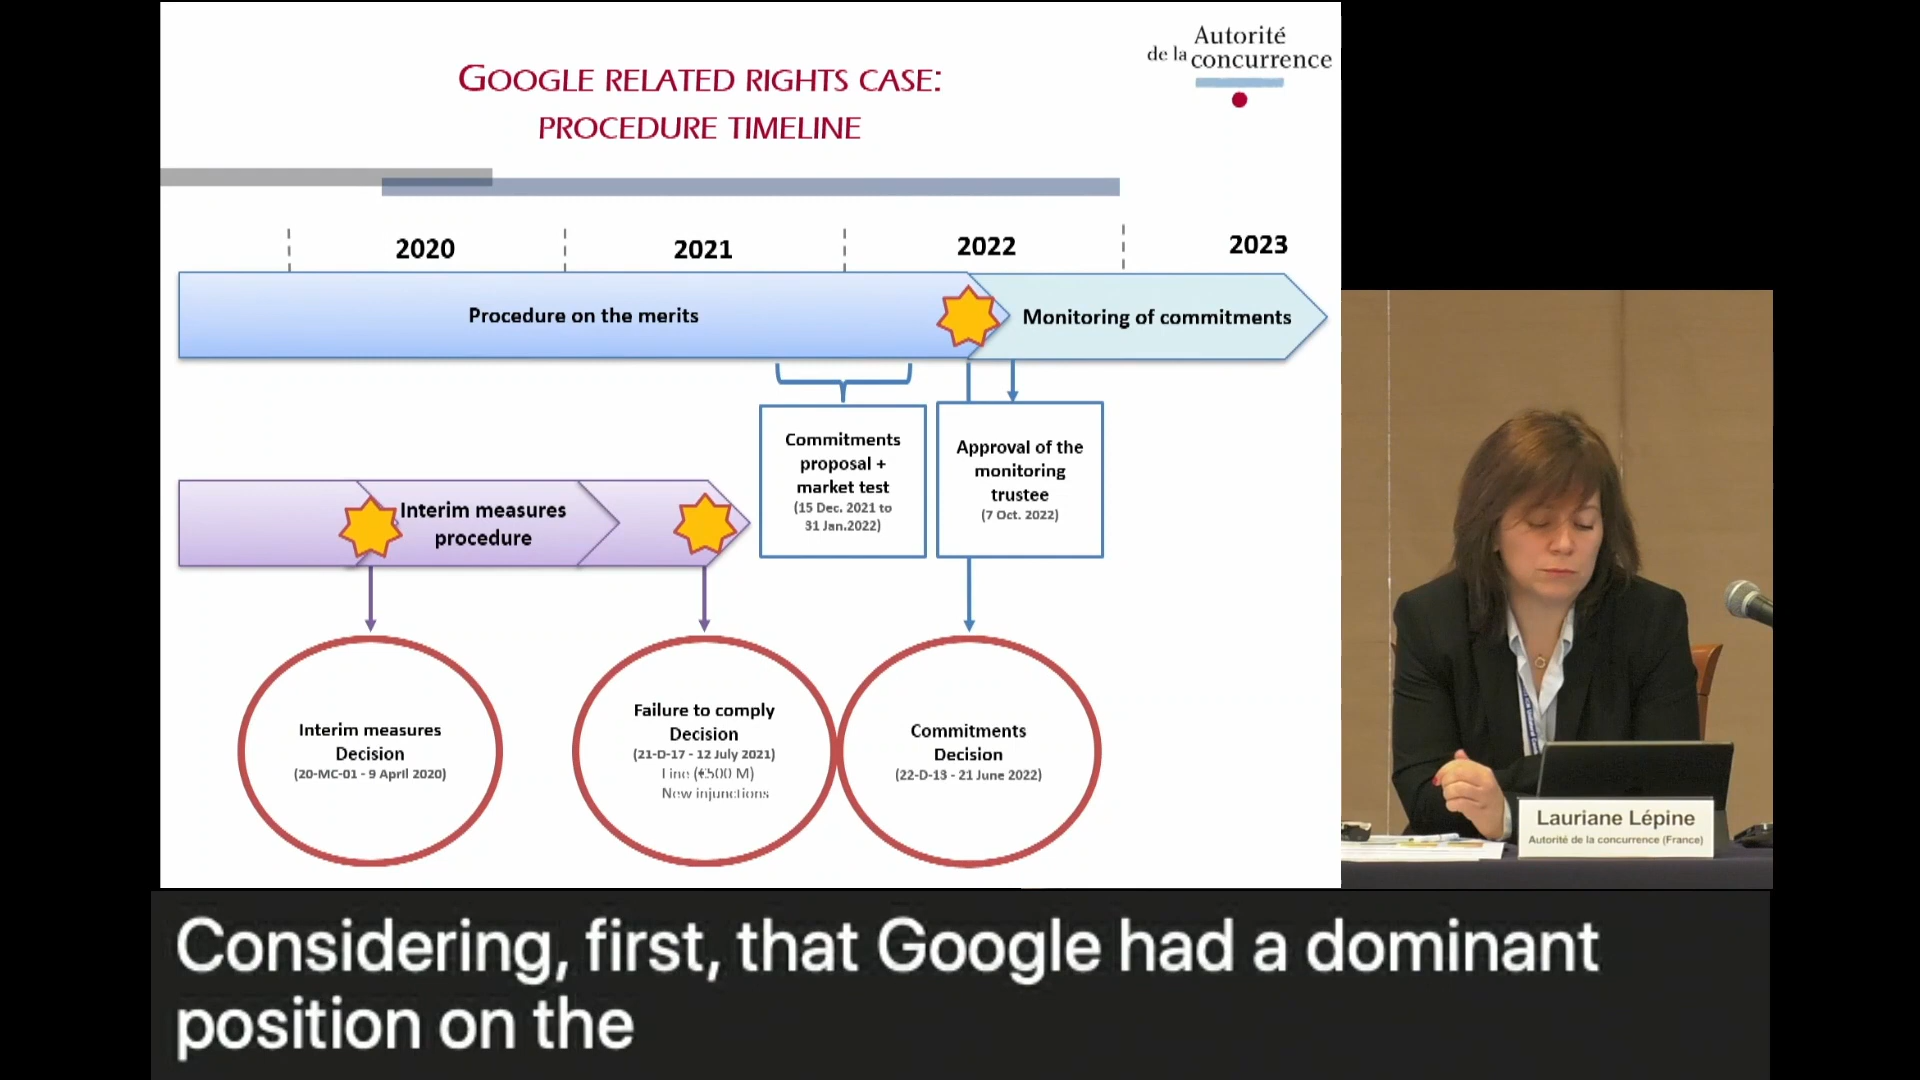 Autorité
de la concurrence
GOOGLE RELATED RIGHTS CASE:
PROCEDURE TIMELINE
2020
2021
2022
2023
Procedure on the merits
Monitoring of commitments
Commitments
proposal +
market test
(15 Dec. 2021 to
31 Jan.2022)
Approval of the
monitoring
trustee
(7 Oct. 2022)
Interim measures
procedure
Interim measures
Decision
(20-MC-01 - 9 April 2020)
Failure to comply
Decision
(21-D-17 - 12 July 2021)
Fine (€500 M)
New injunctions
Commitments
Decision
(22-D-13 - 21 June 2022)
Lauriane Lépine
Autorité de la concurrence (France)
Considering, first, that Google had a dominant
position on the